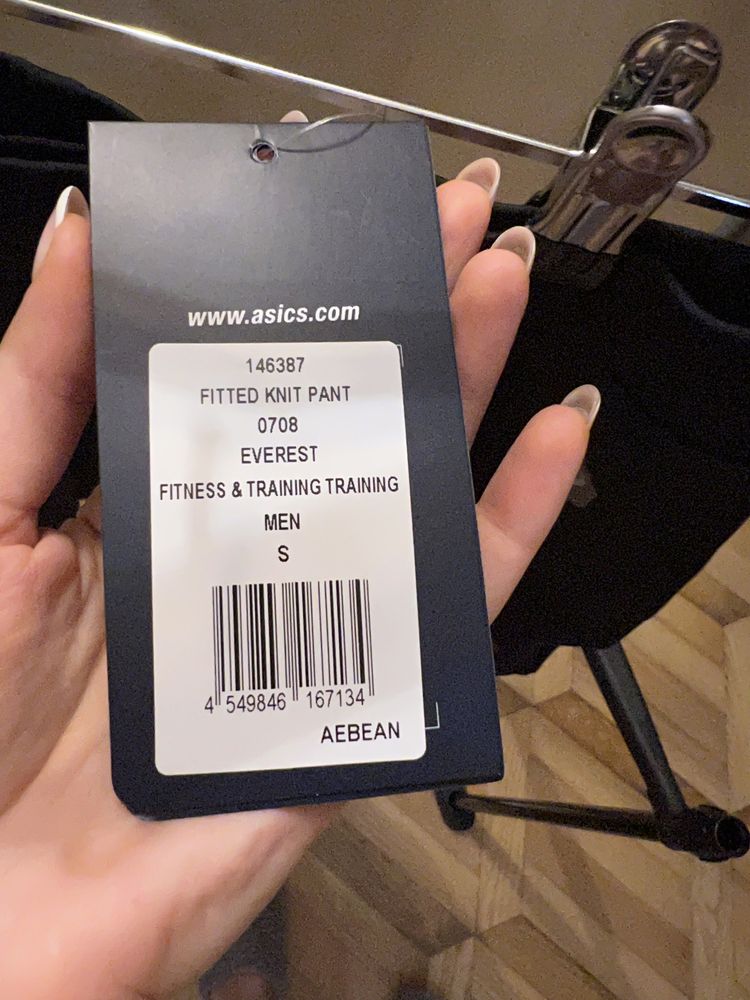 www.asics.com
146387
FITTED KNIT PANT
0708
EVEREST
FITNESS & TRAINING TRAINING
MEN
S
4 549846 167134
AEBEAN